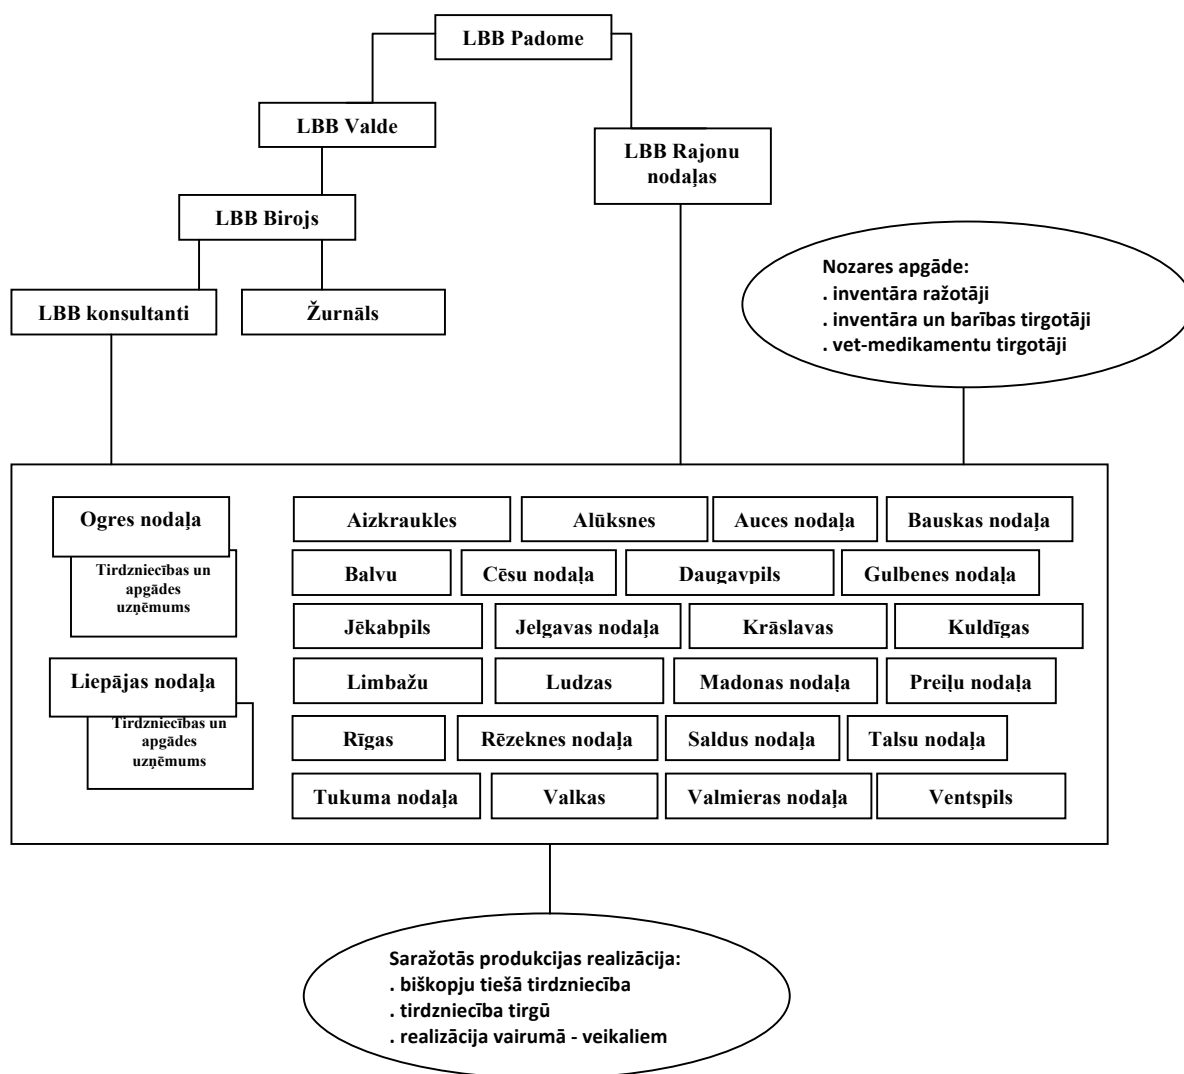 LBB Padome
LBB Valde
LBB Rajonu
nodaļas
LBB Birojs
LBB konsultanti
Žurnāls
Nozares apgāde:
. inventāra ražotāji
. inventāra un barības tirgotāji
. vet-medikamentu tirgotāji
Ogres nodaļa
Tirdzniecības un
apgādes
uzņēmums
Liepājas nodaļa
Tirdzniecības un
apgādes
uzņēmums
Aizkraukles
Alūksnes
Auces nodaļa
Bauskas nodaļa
Balvu
Cēsu nodaļa
Daugavpils
Gulbenes nodaļa
Jēkabpils
Jelgavas nodaļa
Krāslavas
Kuldīgas
Limbažu
Ludzas
Madonas nodaļa
Preiļu nodaļa
Rīgas
Rēzeknes nodaļa
Saldus nodaļa
Talsu nodaļa
Tukuma nodaļa
Valkas
Valmieras nodaļa
Ventspils
Saražotās produkcijas realizācija:
. biškopju tiešā tirdzniecība
. tirdzniecība tirgū
. realizācija vairumā - veikaliem